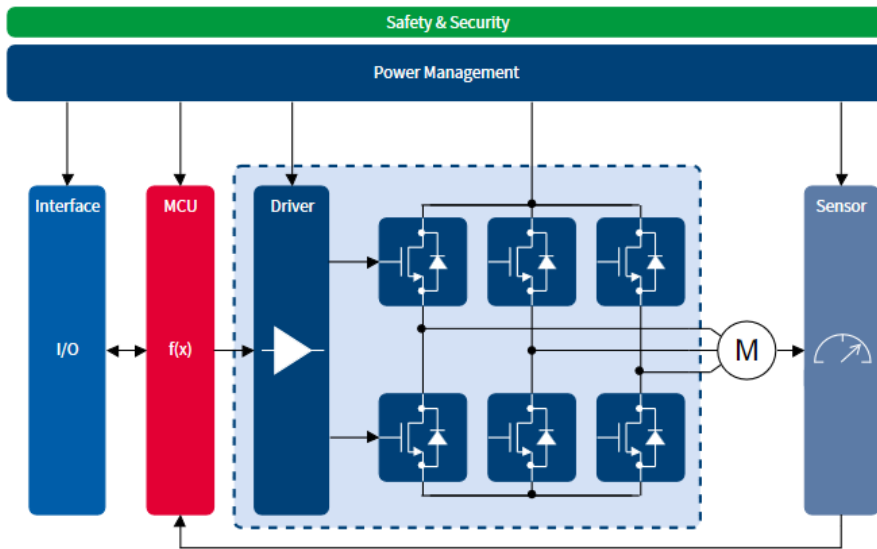 Safety & Security
Power Management
Interface
MCU
Driver
Sensor
I/O
f(x)
M